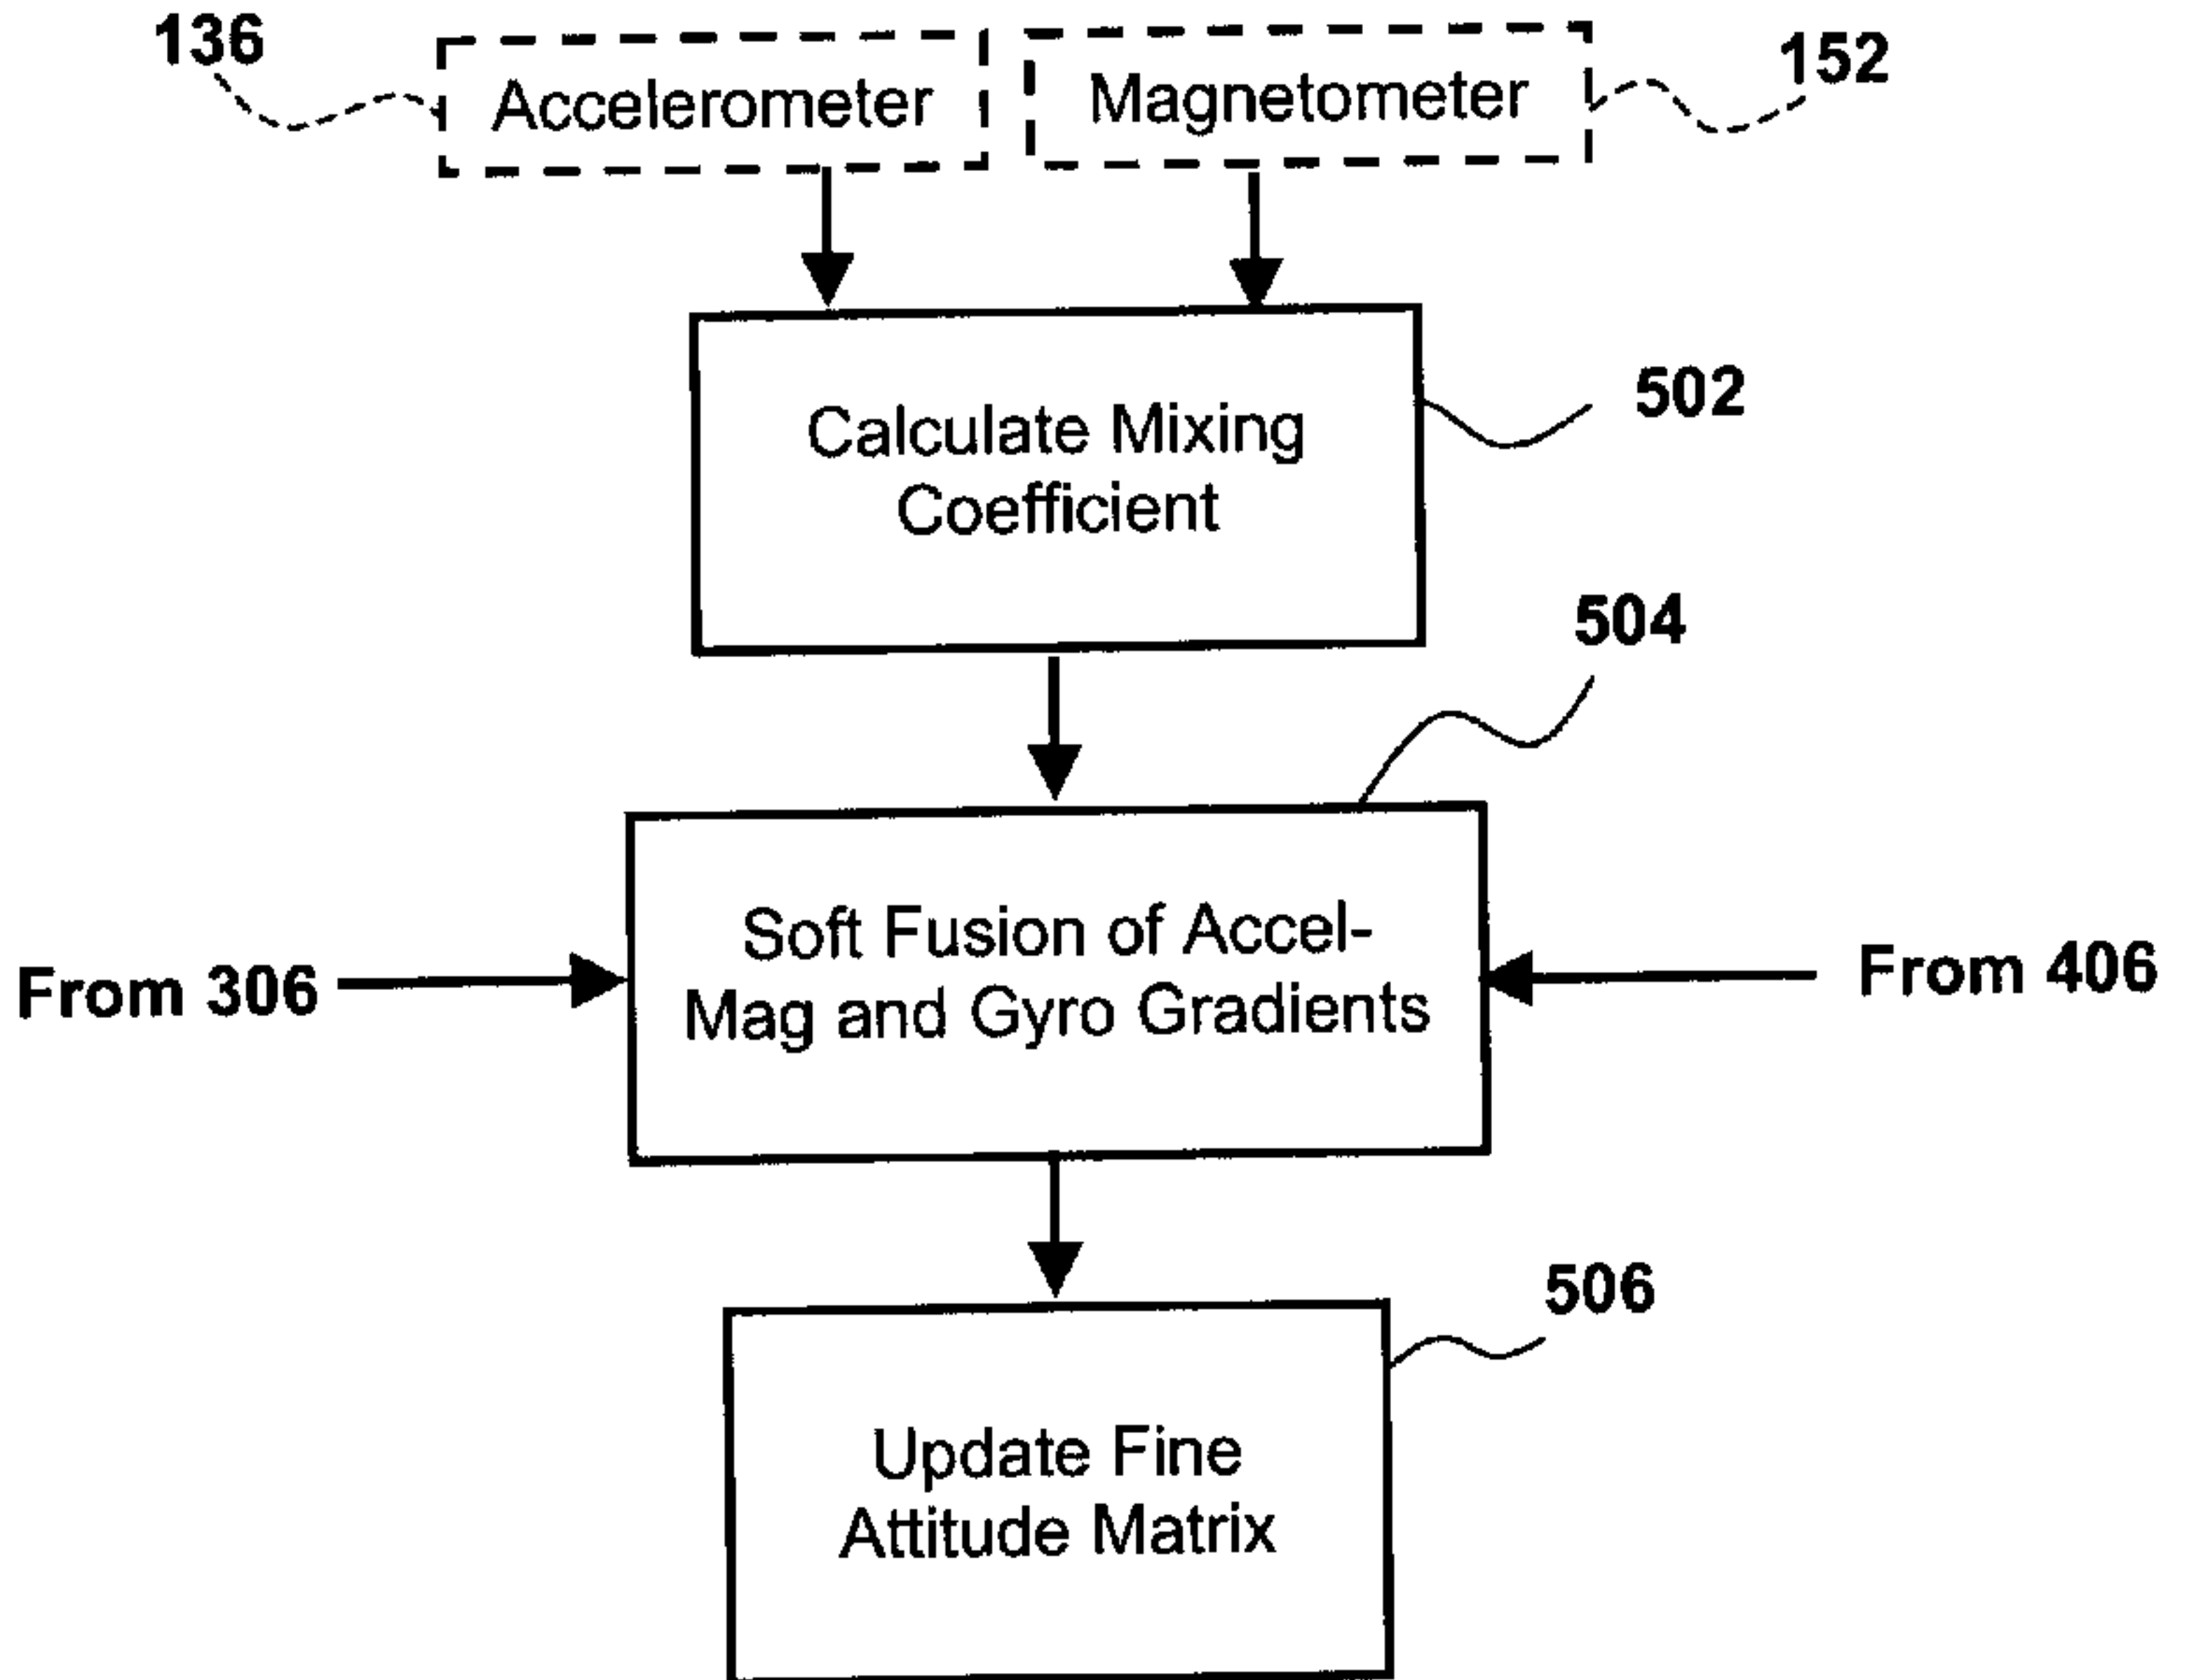 136
Accelerometer
Magnetometer
152
Calculate Mixing
Coefficient
502
504
Soft Fusion of Accel-
Mag and Gyro Gradients
From 306
From 406
506
Update Fine
Attitude Matrix